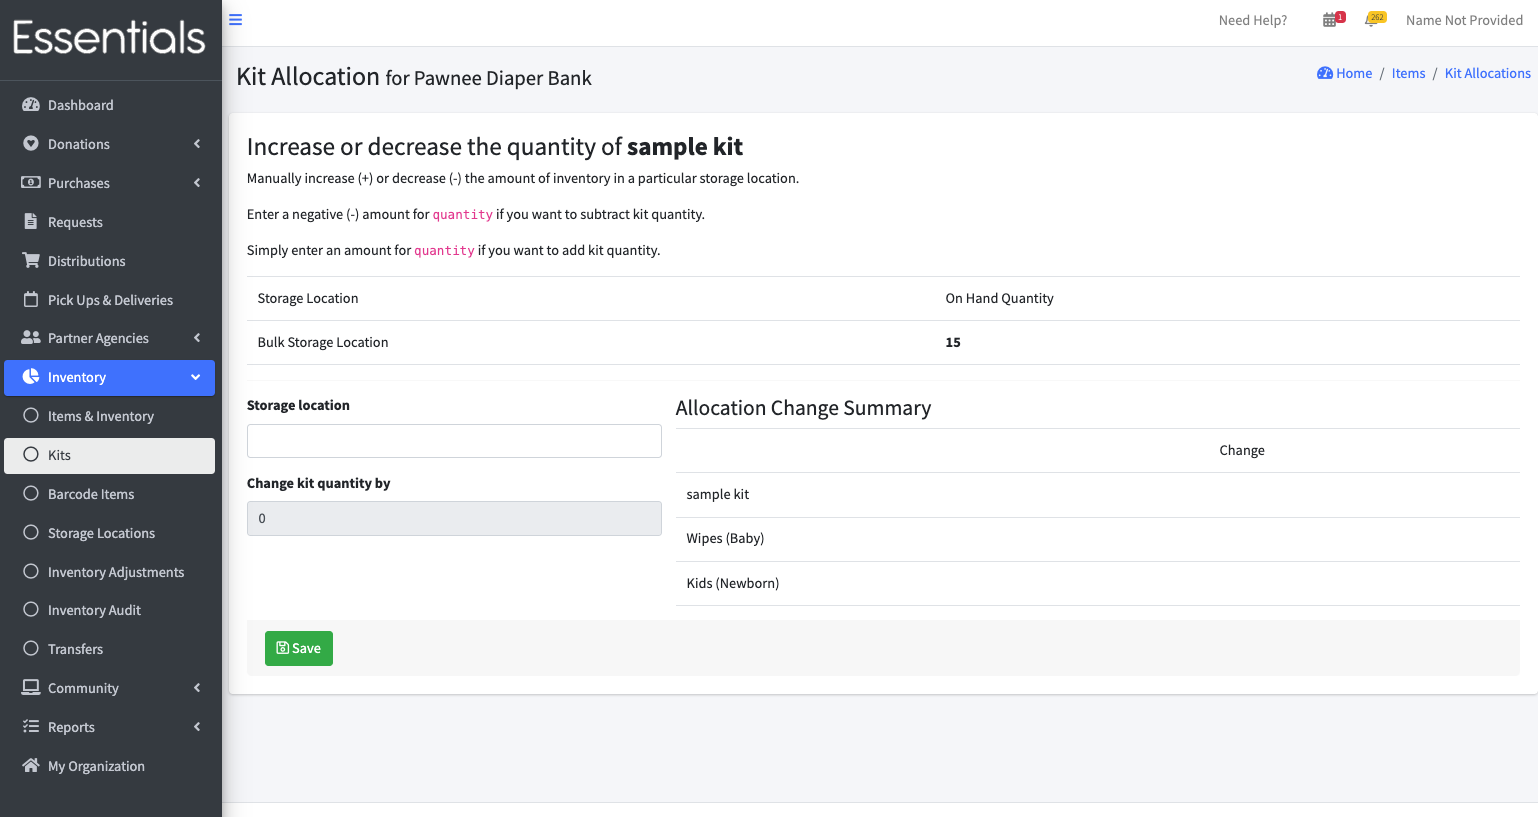 Essentials
Need Help?
1
262
Name Not Provided
Kit Allocation for Pawnee Diaper Bank
Home / Items / Kit Allocations
Dashboard
Donations
Purchases
Requests
Distributions
Pick Ups & Deliveries
Partner Agencies
Inventory
Items & Inventory
Kits
Barcode Items
Storage Locations
Inventory Adjustments
Inventory Audit
Transfers
Community
Reports
My Organization
Increase or decrease the quantity of sample kit
Manually increase (+) or decrease (-) the amount of inventory in a particular storage location.
Enter a negative (-) amount for quantity if you want to subtract kit quantity.
Simply enter an amount for quantity if you want to add kit quantity.
Storage Location On Hand Quantity
Bulk Storage Location 15
Storage location
Change kit quantity by
0
Allocation Change Summary
Change
sample kit
Wipes (Baby)
Kids (Newborn)
Save